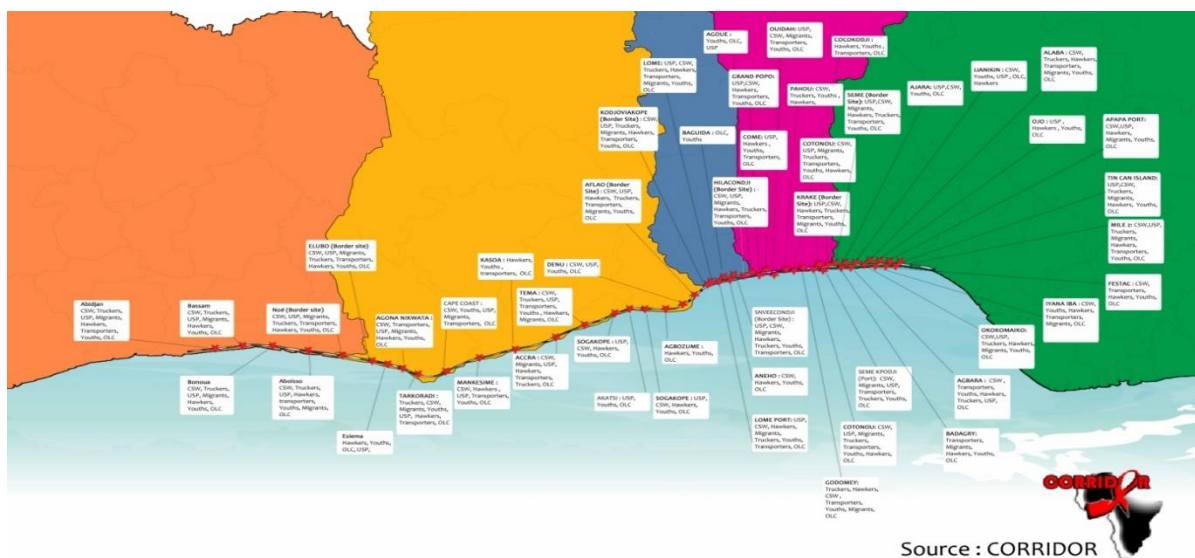 AGOUE :
Youths, OLC,
USP
OUIDAH: USP,
CSW, Migrants,
Transporters,
Youths, OLC
COCOKODJI :
Hawkers, Youths ,
Transporters, OLC
LOME: USP, CSW,
Truckers, Hawkers,
Transporters,
Migrants, Youths,
OLC
GRAND POPO:
USP,CSW,
Hawkers,
Transporters,
Youths, OLC
PAHOU: CSW,
Truckers, Youths ,
Hawkers,
SEME (Border
Site): USP,CSW,
Migrants,
Hawkers, Truckers,
Transporters,
Youths, OLC
AJARA: USP,CSW,
Youths, OLC
IJANIKIN : CSW,
Youths, USP , OLC,
Hawkers
ALABA: CSW,
Truckers, Hawkers,
Transporters,
Migrants, Youths,
OLC
OJO : USP ,
Hawkers , Youths,
OLC
APAPA PORT:
CSW,USP,
Hawkers,
Migrants, Youths,
OLC
KODJOVIAKOPE
(Border Site) : CSW,
USP, Truckers,
Migrants, Hawkers,
Transporters,
Youths, OLC
BAGUIDA : OLC,
Youths
COME: USP,
Hawkers ,
Youths,
Transporters,
OLC
COTONOU: CSW,
USP, Migrants,
Truckers,
Transporters,
Youths, Hawkers,
OLC
TIN CAN ISLAND:
USP,CSW,
Truckers,
Migrants,
Hawkers, Youths,
OLC
AFLAO (Border
Site) : CSW, USP,
Hawkers, Truckers,
Transporters,
Migrants, Youths,
OLC
HILACONDJI
(Border Site) :
CSW, USP,
Migrants,
Hawkers, Truckers,
Transporters,
Youths, OLC
KRAKE (Border
Site): USP,CSW,
Hawkers, Truckers,
Transporters,
Migrants, Youths,
OLC
MILE 2: CSW,USP,
Truckers,
Migrants,
Hawkers, Transporters,
Youths, OLC
ELUBO (Border site)
CSW, USP, Migrants,
Truckers, Transporters,
Hawkers, Youths, OLC
KASOA : Hawkers,
Youths ,
transporters, OLC
DENU : CSW, USP,
Youths, OLC
FESTAC : CSW,
Truckers,
Migrants,
Hawkers, Youths,
OLC
Abidjan
CSW, Truckers,
USP, Migrants,
Hawkers,
Transporters,
Youths, OLC
Bassam
CSW, Truckers,
USP, Migrants,
Hawkers,
Youths, OLC
Noé (Border site)
CSW, USP, Migrants,
Truckers, Transporters,
Hawkers, Youths, OLC
AGONA NIKWATA :
CSW, Transporters,
USP, Migrants,
Hawkers, Youths,
OLC
CAPE COAST :
CSW, Youths, USP,
Migrants,
Transporters, OLC
TEMA : CSW,
Truckers, USP,
Transporters,
Youths, Hawkers,
Migrants, OLC
IYANA IBA : CSW,
Hawkers, Youths,
Transporters,
Migrants, OLC
SOGAKOPE: USP,
CSW, Hawkers,
Youths, OLC
AGBOZUME :
Hawkers, Youths,
OLC
(Border Site) :
USP, CSW,
Migrants,
Hawkers,
Truckers, Youths,
Transporters, OLC
OKOKOMAIKO:
CSW,USP,
Truckers, Hawkers,
Migrants, Youths,
OLC
ACCRA : CSW,
Migrants, USP,
Hawkers,
Transporters,
Truckers, OLC
Bonoua
CSW, Truckers,
USP, Migrants,
Hawkers,
Youths, OLC
Aboisso
CSW, Truckers,
USP, Hawkers,
transporters,
Youths, Migrants,
OLC
TARKORADI :
Truckers, CSW,
Migrants, Youths,
USP, Hawkers,
Transporters, OLC
MANKESIME :
CSW, Hawkers ,
USP, Transporters,
Youths, OLC
AKATSI : USP,
Youths, OLC
SOGAKOPE : USP,
CSW, Hawkers,
Youths, OLC
ANEHO : CSW,
Hawkers, Youths,
OLC
SEME KPODJI
(Port): CSW,
Migrants, USP,
Transporters,
Truckers, Youths,
OLC
AGBARA : CSW ,
Transporters,
Youths, Hawkers,
Truckers, USP,
OLC
Esiema
Hawkers, Youths,
OLC, USP,
LOME PORT: USP,
CSW, Hawkers,
Migrants,
Truckers, Youths,
Transporters, OLC
COTONOU: CSW,
USP, Migrants,
Truckers,
Transporters,
Youths, Hawkers,
OLC
BADAGRY:
Transporters,
Migrants,
Hawkers, Youths,
OLC
GODOMEY:
Truckers, Hawkers,
CSW ,
Transporters,
Youths, Migrants,
OLC
CORRIDOR
Source : CORRIDOR